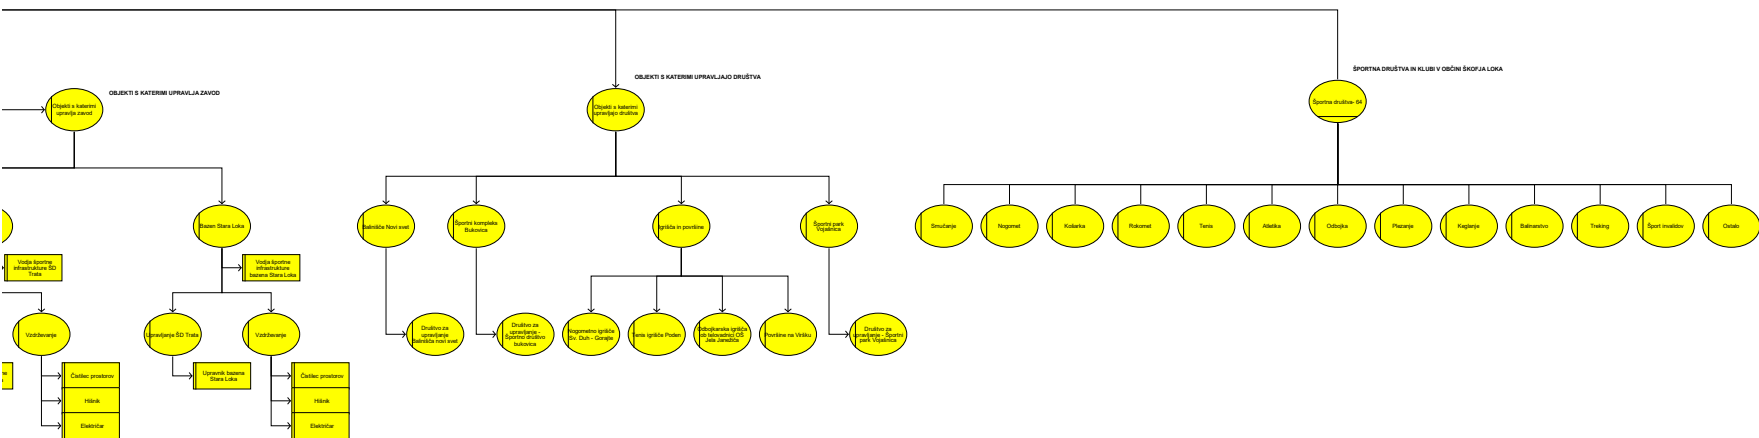 ŠPORTNA DRUŠTVA IN KLUBI V OBČINI ŠKOFJA LOKA
OBJEKTI S KATERIMI UPRAVLJAJO DRUŠTVA
OBJEKTI S KATERIMI UPRAVLJA ZAVOD
Objekti s katerimi
upravlja zavod
Objekti s katerimi
upravljajo društva
Športna društva- 64
Bazen Stara Loka
Balinišče Novi svet
Športni kompleks
Bukovica
Igrišča in površine
Športni park
Vojašnica
Smučanje
Nogomet
Košarka
Rokomet
Tenis
Atletika
Odbojka
Plezanje
Keglanje
Balinanstvo
Treking
Šport invalidov
Ostalo
Vodja športne
infrastrukture ŠD
Trata
Vodja športne
infrastrukture
bazena Stara Loka
Vzdrževanje
Upravljanje ŠD Trata
Vzdrževanje
Društvo za
upravljanje
Balinišče novi svet
Društvo za
upravljanje -
Športno društvo
bukovica
Nogometno igrišče
Sv. Duh - Gorajte
Tenis igrišče Poden
Odbojkarska igrišča
ob telovadnici OŠ
Jela Janežiča
Površine na Viršku
Društvo za
upravljanje - Športni
park Vojašnica
Čistilec prostorov
Hišnik
Električar
Upravnik bazena
Stara Loka
Čistilec prostorov
Hišnik
Električar